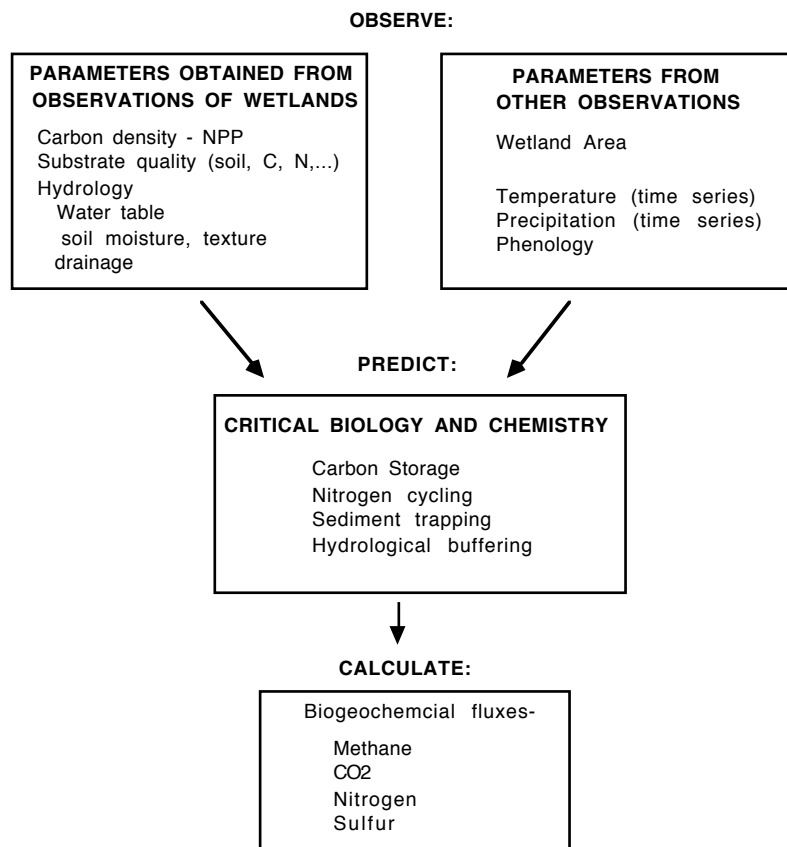 OBSERVE:
PARAMETERS OBTAINED FROM
OBSERVATIONS OF WETLANDS
Carbon density - NPP
Substrate quality (soil, C, N,...)
Hydrology
Water table
soil moisture, texture
drainage
PARAMETERS FROM
OTHER OBSERVATIONS
Wetland Area
Temperature (time series)
Precipitation (time series)
Phenology
PREDICT:
CRITICAL BIOLOGY AND CHEMISTRY
Carbon Storage
Nitrogen cycling
Sediment trapping
Hydrological buffering
CALCULATE:
Biogeochemcial fluxes-
Methane
CO2
Nitrogen
Sulfur